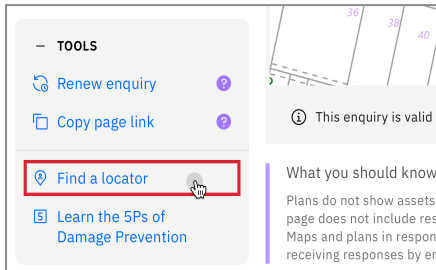 — TOOLS
Renew enquiry ?
Copy page link ?
Find a locator
5 Learn the 5Ps of
Damage Prevention
36
38
40
i This enquiry is valid
What you should know
Plans do not show assets
page does not include res
Maps and plans in respon
receiving responses by em